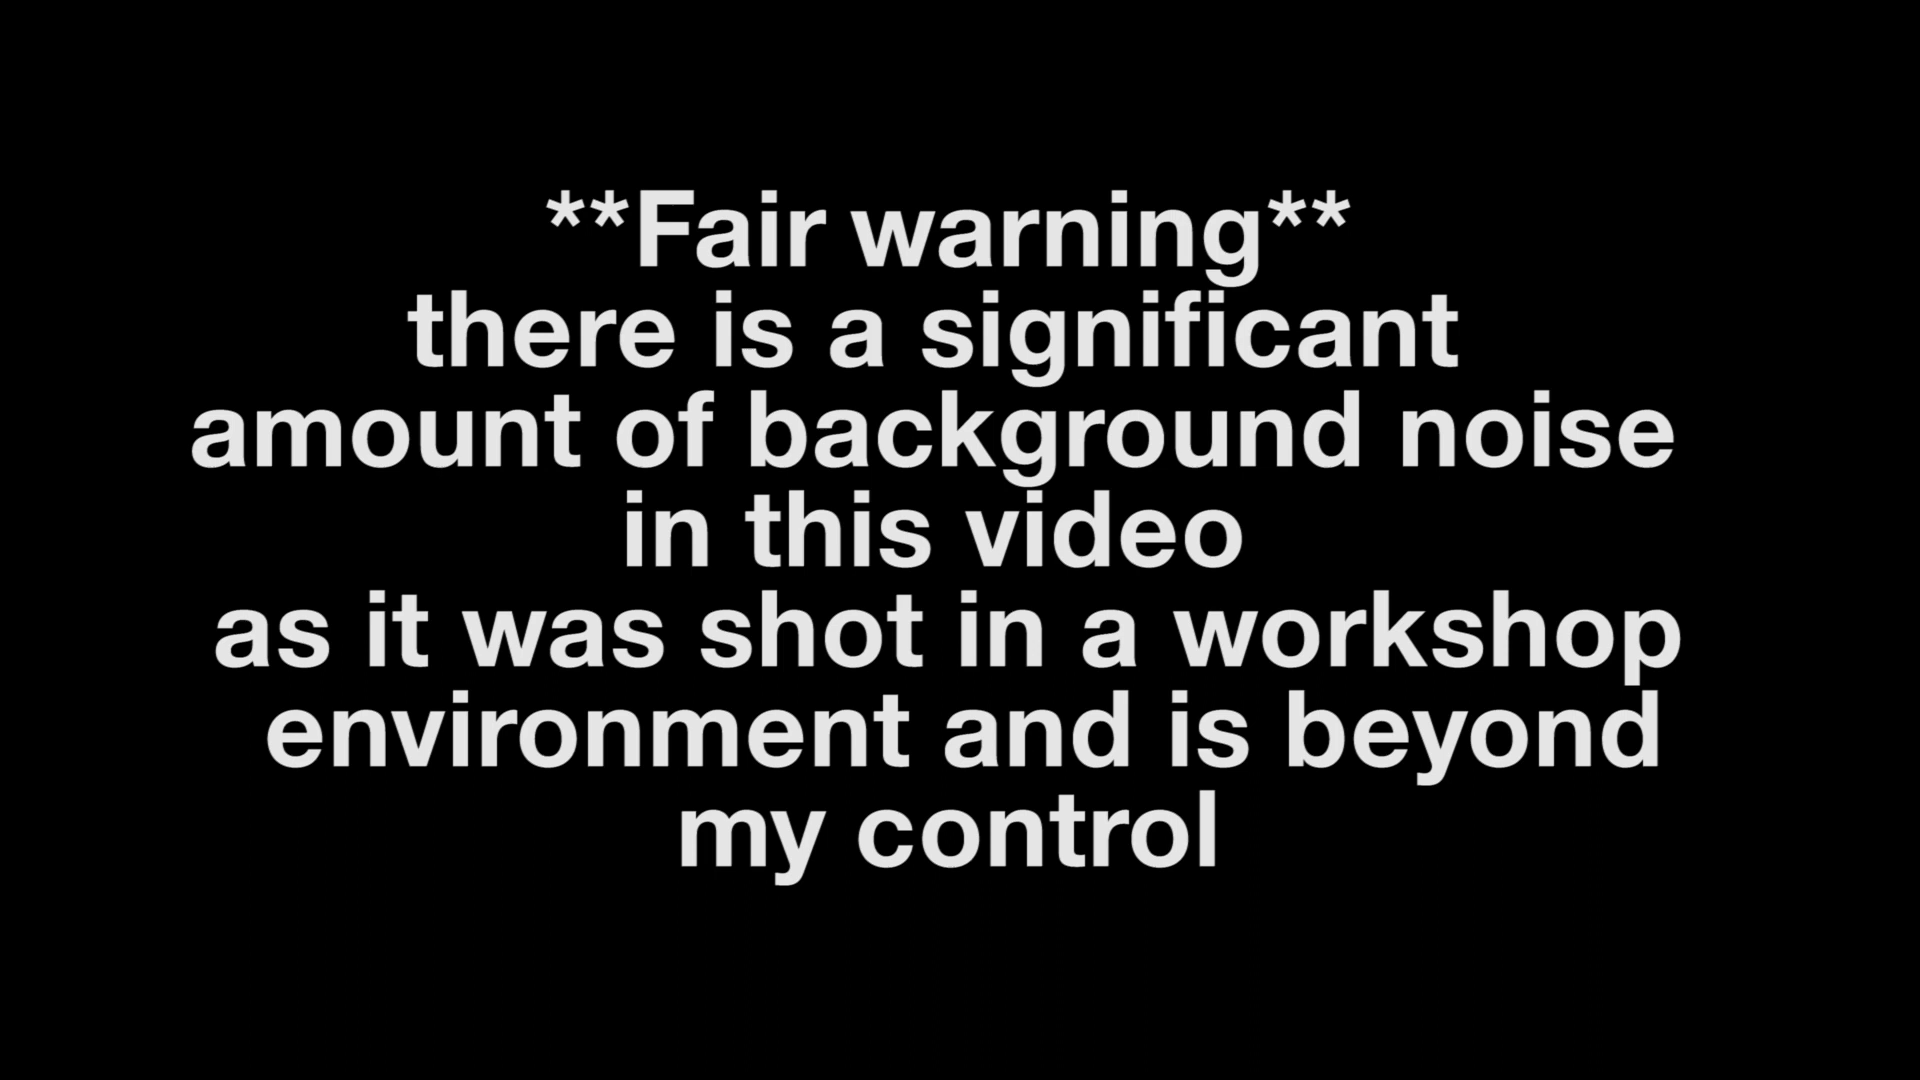 **Fair warning**
there is a significant
amount of background noise
in this video
as it was shot in a workshop
environment and is beyond
my control